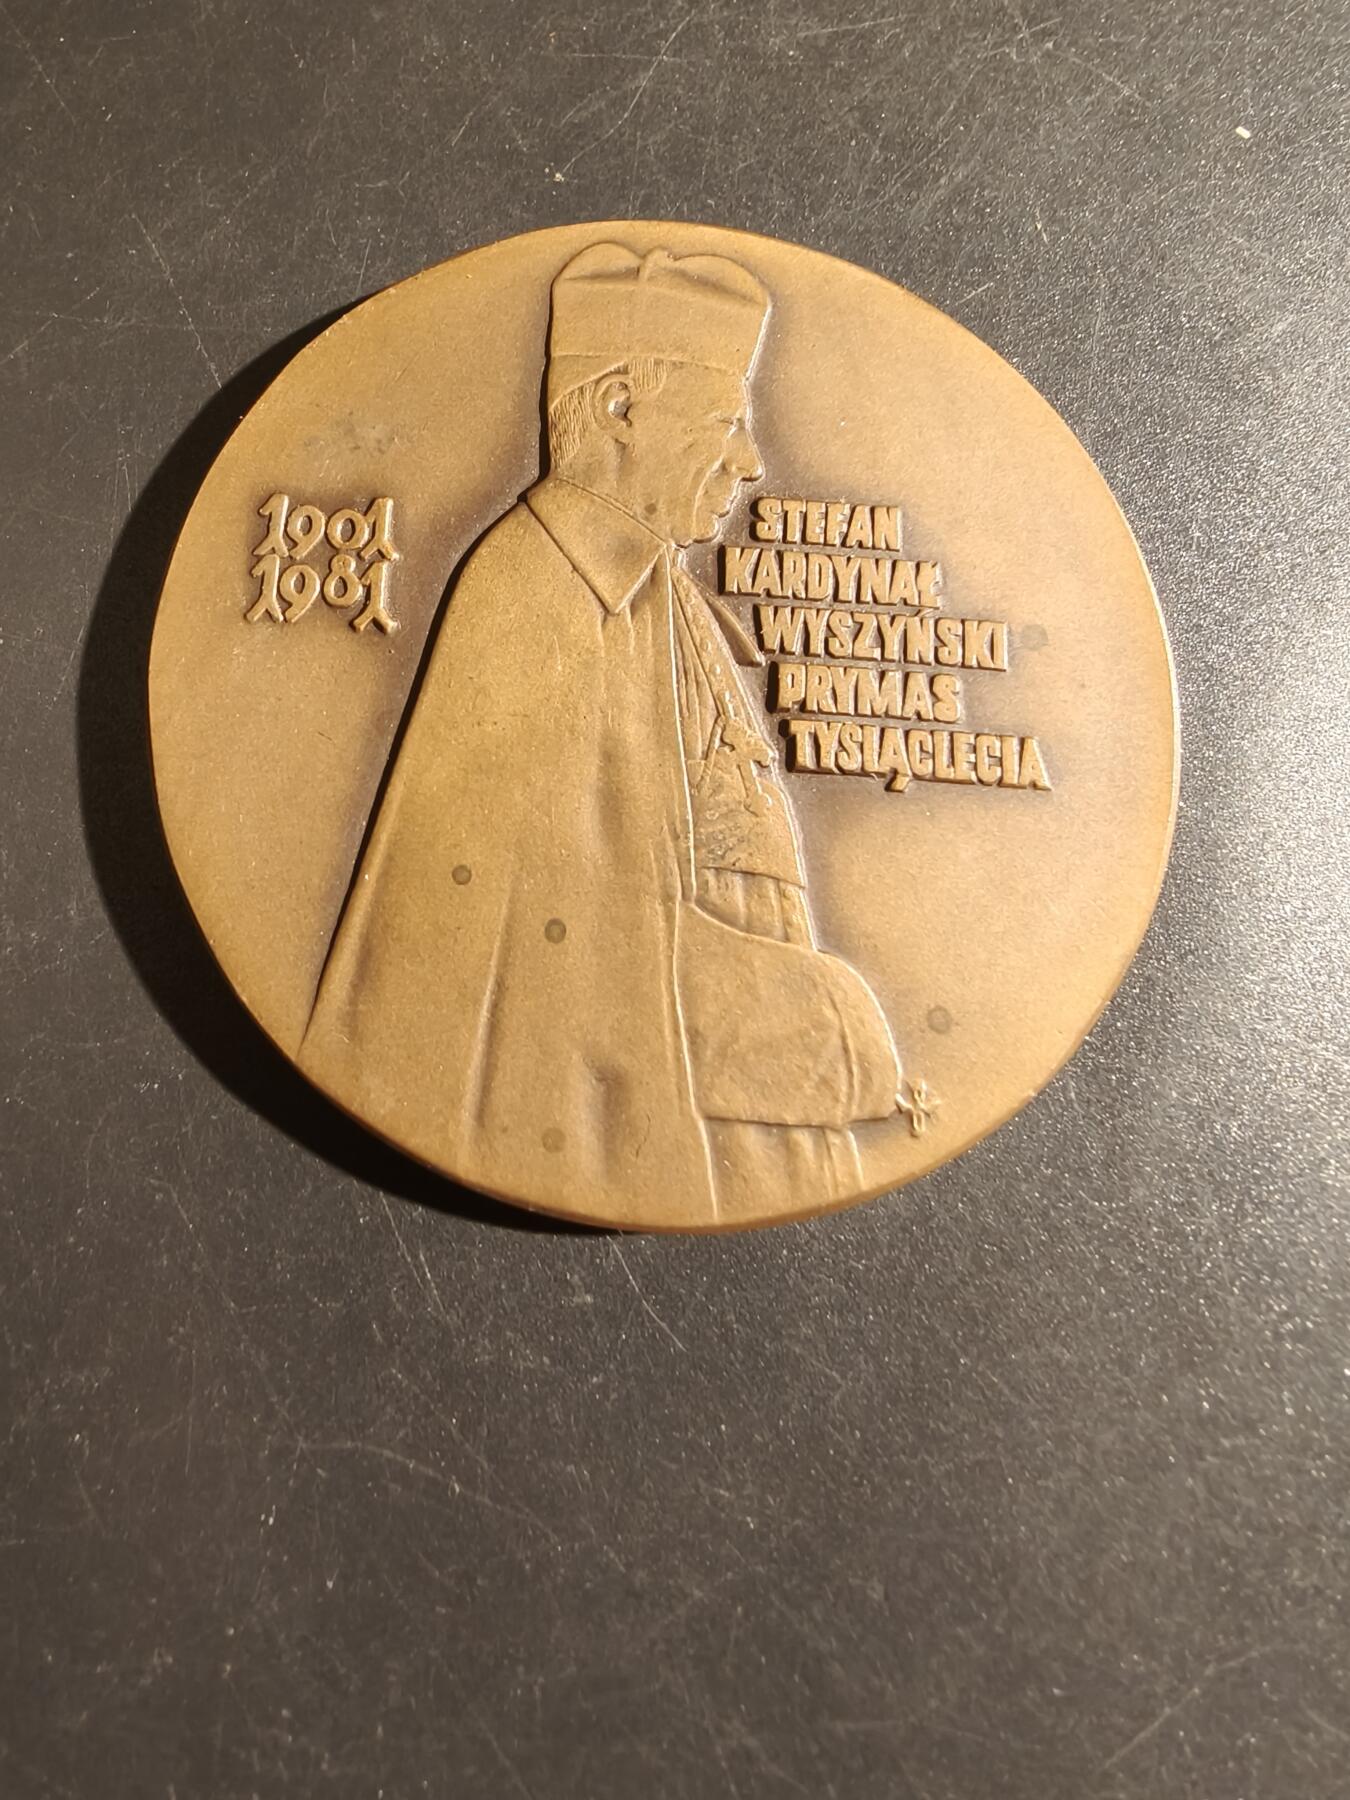 1901
1981
STEFAN
KARDYNAŁ
WYSZYŃSKI
PRYMAS
TYSIĄCLECIA